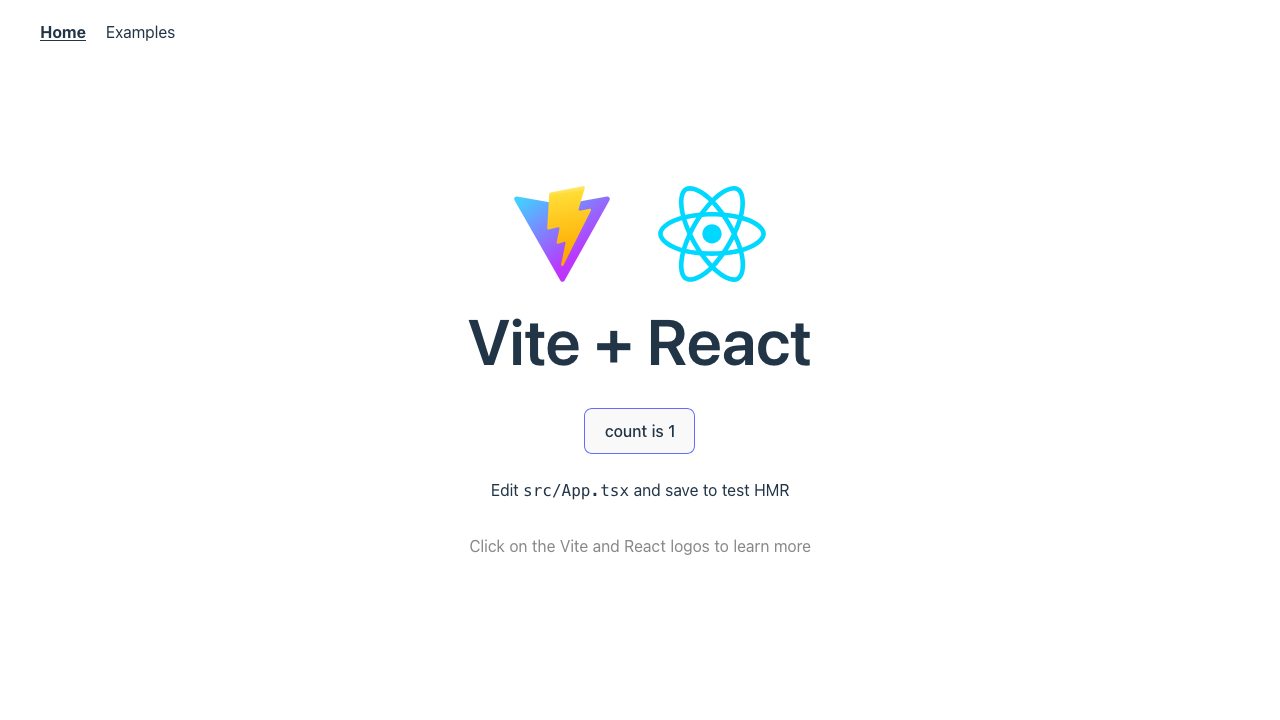 Home Examples
Vite + React
count is 1
Edit src/App.tsx and save to test HMR
Click on the Vite and React logos to learn more